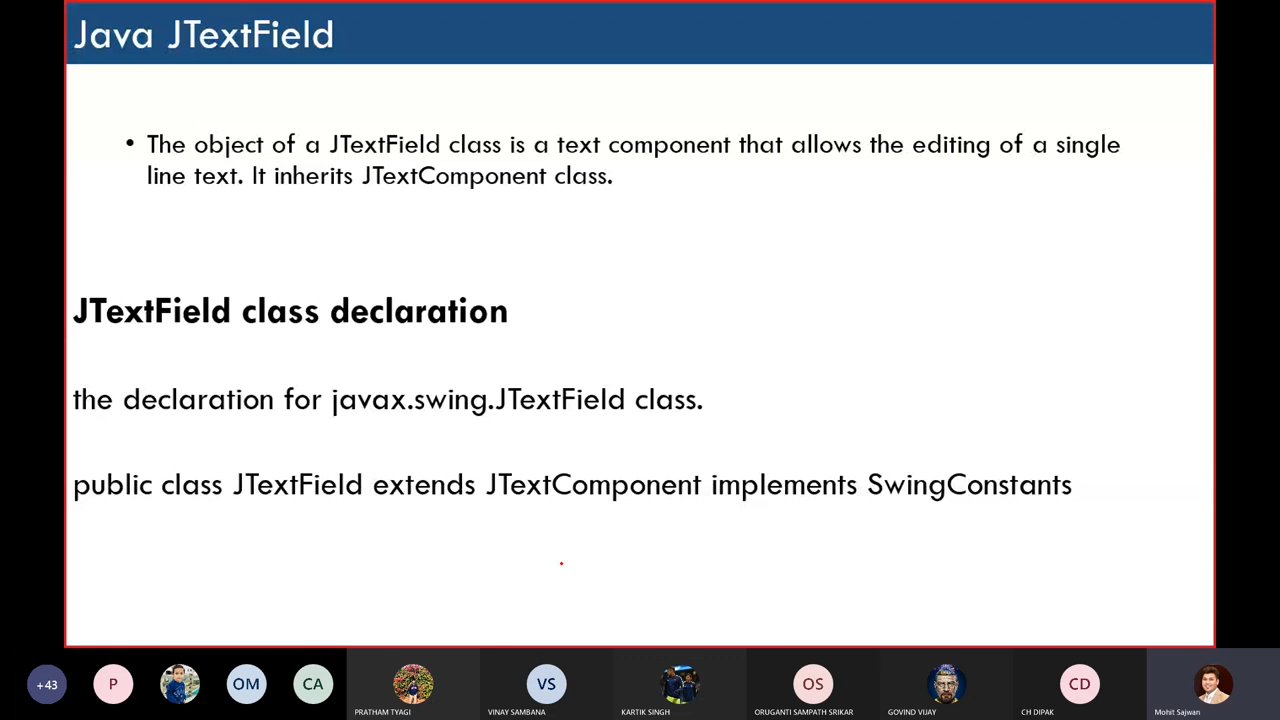 Java JTextField
• The object of a JTextField class is a text component that allows the editing of a single
line text. It inherits JTextComponent class.
JTextField class declaration
the declaration for javax.swing.JTextField class.
public class JTextField extends JTextComponent implements SwingConstants
+43
P
OM
CA
VS
OS
CD
PRATHAM TYAGI
VINAY SAMBANA
KARTIK SINGH
ORUGANTI SAMPATH SRIKAR
GOVIND VIJAY
CH DIPAK
Mohit Sajwan